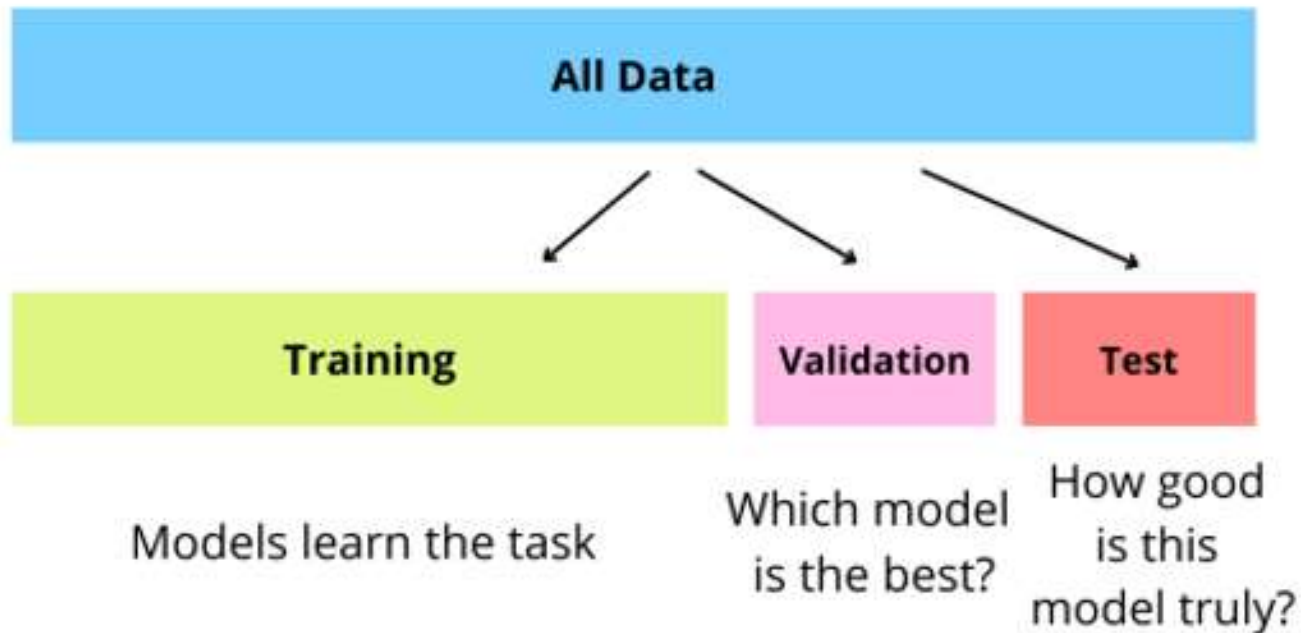 All Data
Training
Validation
Test
Models learn the task
Which model
is the best?
How good
is this
model truly?